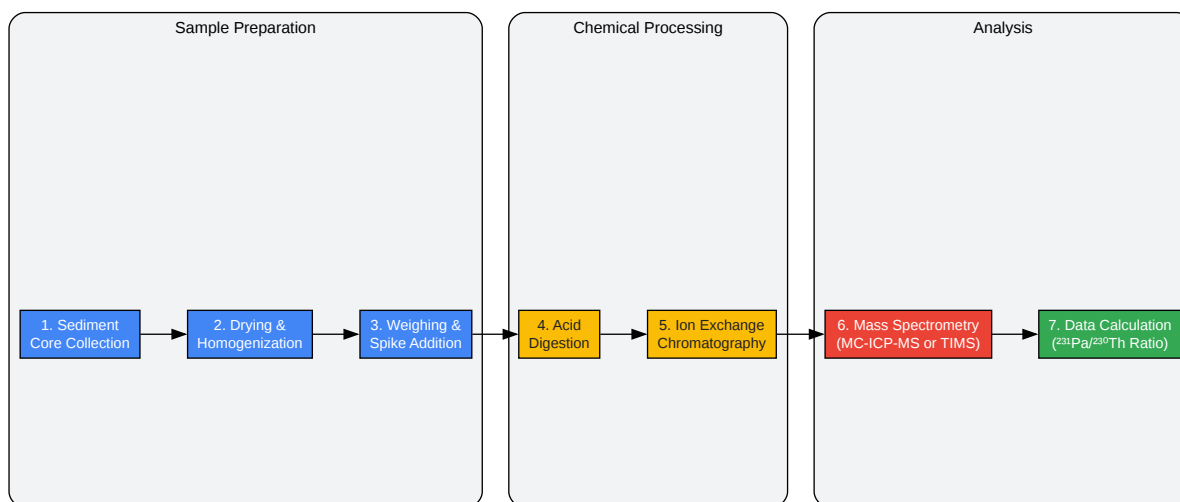 Sample Preparation
Chemical Processing
Analysis
1. Sediment
Core Collection
2. Drying &
Homogenization
3. Weighing &
Spike Addition
4. Acid
Digestion
5. Ion Exchange
Chromatography
6. Mass Spectrometry
(MC-ICP-MS or TIMS)
7. Data Calculation
(²³¹Pa/²³⁰Th Ratio)